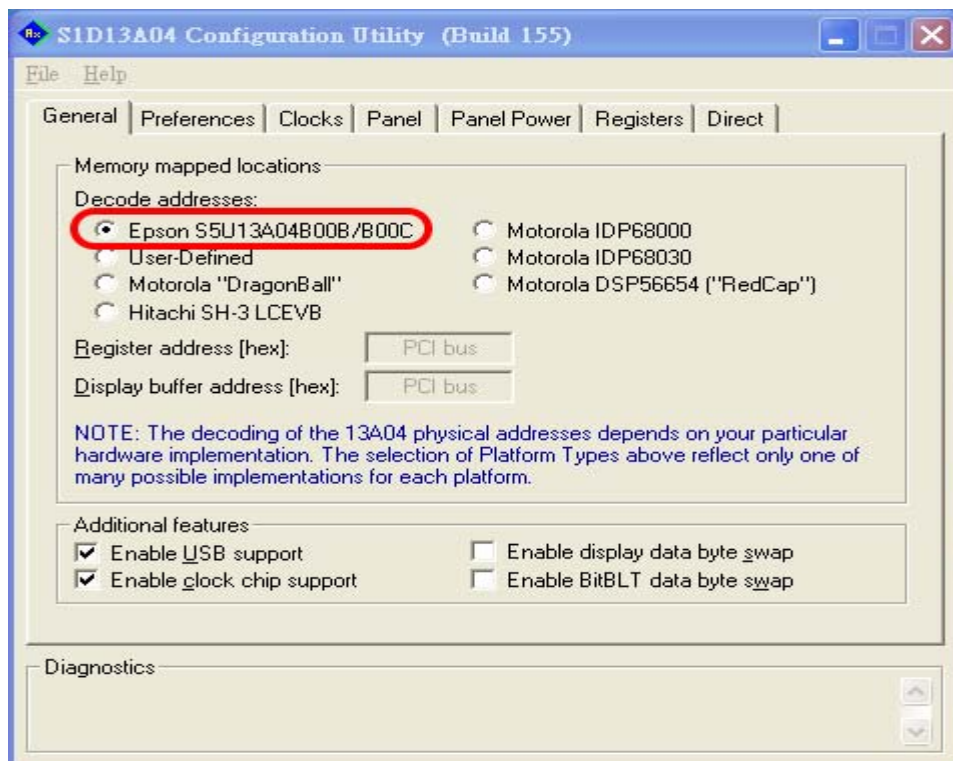 S1D13A04 Configuration Utility (Build 155)
File Help
General Preferences Clocks Panel Panel Power Registers Direct
Memory mapped locations
Decode addresses:
Epson S5U13A04B00B/B00C
User-Defined
Motorola "DragonBall"
Hitachi SH-3 LCEVB
Motorola IDP68000
Motorola IDP68030
Motorola DSP56654 ("RedCap")
Register address [hex]: PCI bus
Display buffer address [hex]: PCI bus
NOTE: The decoding of the 13A04 physical addresses depends on your particular
hardware implementation. The selection of Platform Types above reflect only one of
many possible implementations for each platform.
Additional features
Enable USB support
Enable clock chip support
Enable display data byte swap
Enable BitBLT data byte swap
Diagnostics